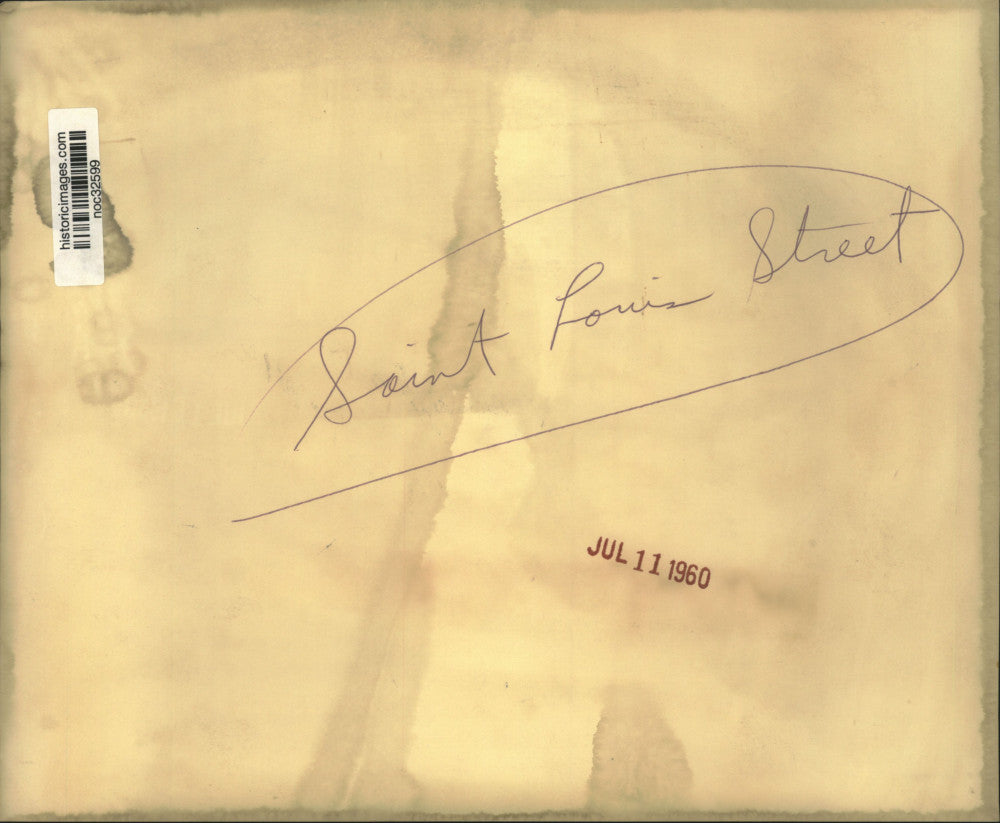 historicimages.com
noc32599
Saint Louis Street
JUL 11 1960